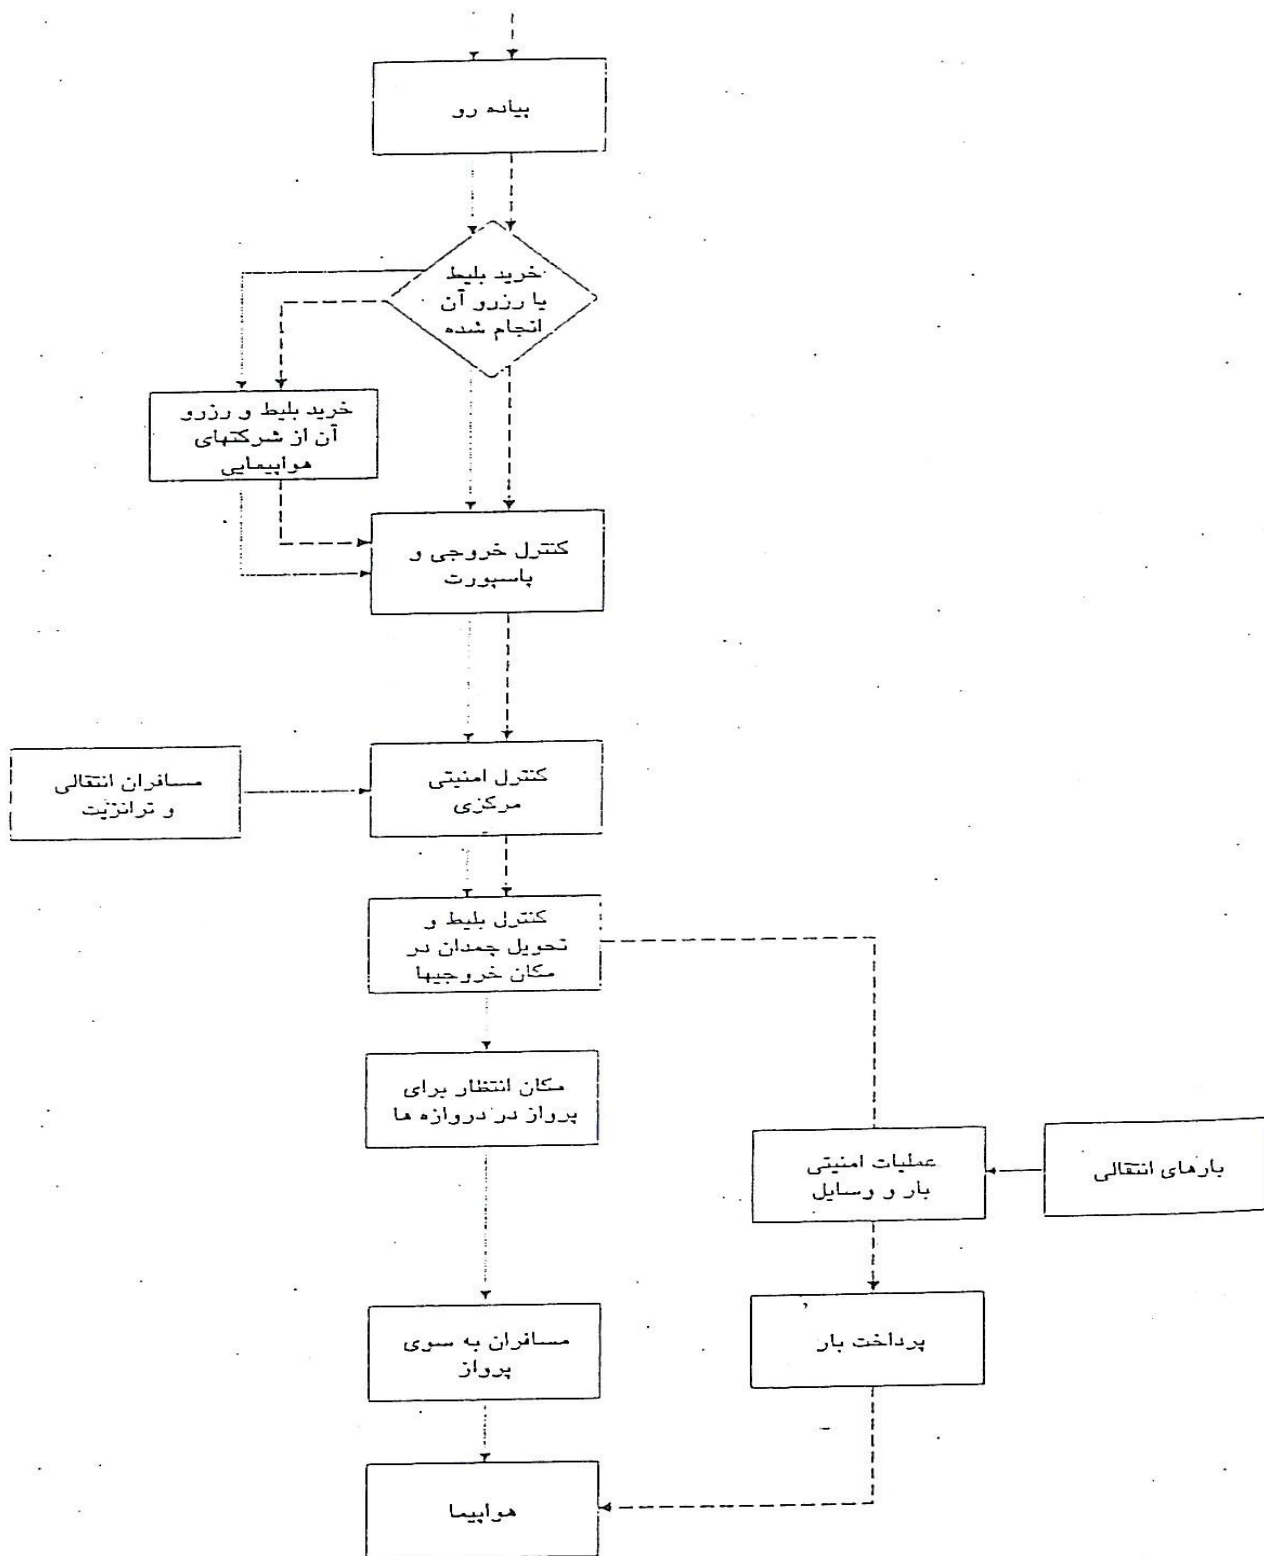 پیاده رو
خرید بلیط
یا رزرو آن
انجام شده
خرید بلیط و رزرو
آن از شرکتهای
هواپیمایی
کنترل خروجی و
پاسپورت
کنترل امنیتی
مرکزی
مسافران انتقالی
و ترانزیت
کنترل بلیط و
تحویل چمدان در
مکان خروجیها
مکان انتظار برای
پرواز در دروازه ها
عملیات امنیتی
بار و وسایل
بارهای انتقالی
مسافران به سوی
پرواز
پرداخت بار
هواپیما